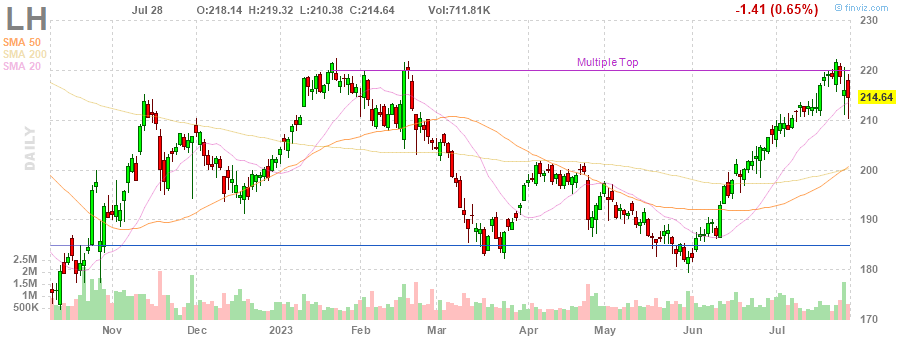 LH Jul 28 O:218.14 H:219.32 L:210.38 C:214.64 Vol:711.81K -1.41 (0.65%) finviz.com
230
SMA 50
SMA 200
SMA 20
Multiple Top
220
214.64
210
DAILY
200
190
2.5M
2M
180
1.5M
1M
500K
170
Nov Dec 2023 Feb Mar Apr May Jun Jul